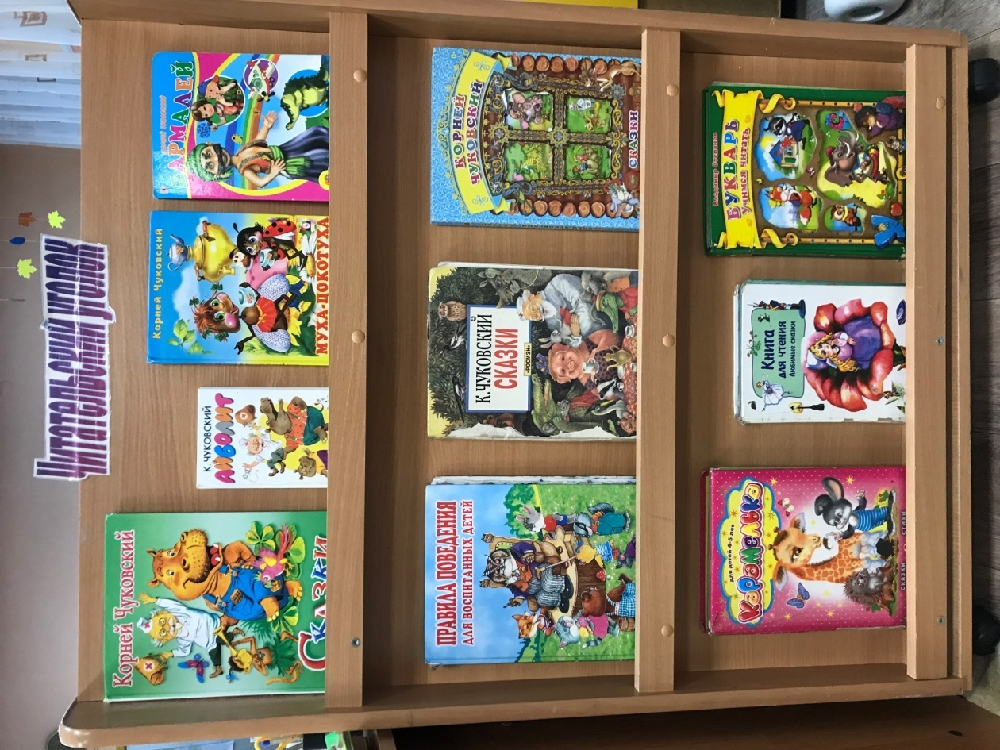 Читательский уголок
Корней Чуковский
Сказки
К. ЧУКОВСКИЙ
АЙБОЛИТ
Корней Чуковский
МУХА-ЦОКОТУХА
БАРМАЛЕЙ
ПРАВИЛА ПОВЕДЕНИЯ
ДЛЯ ВОСПИТАННЫХ ДЕТЕЙ
К. ЧУКОВСКИЙ
СКАЗКИ
«РОСМЭН»
КОРНЕЙ
ЧУКОВСКИЙ
СКАЗКИ
для детей 4-5 лет
Карамелька
СКАЗКИ
СТИХИ
Книга
для чтения
Любимые сказки
Владимир Степанов
БУКВАРЬ
Учимся читать